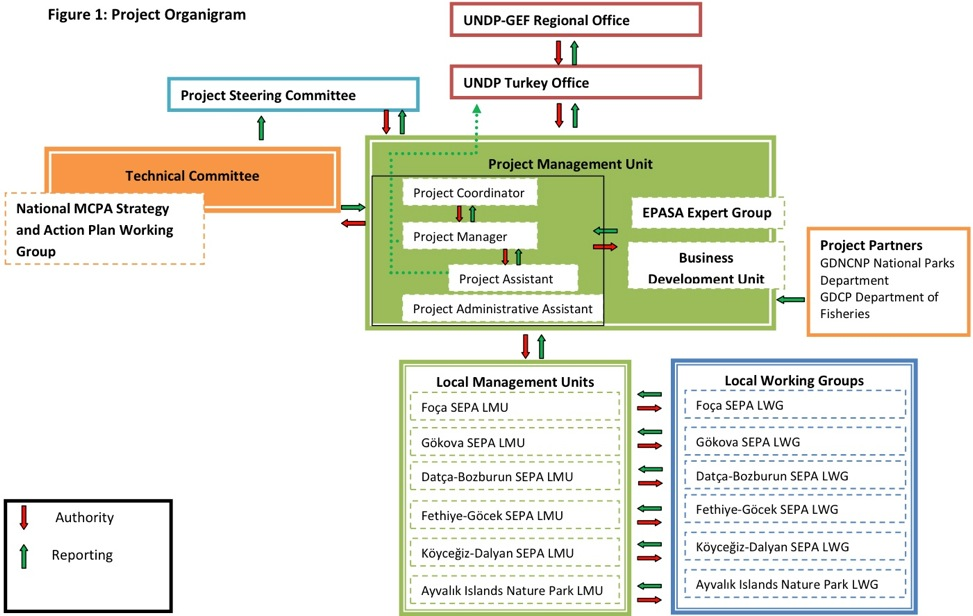 Figure 1: Project Organigram
UNDP-GEF Regional Office
UNDP Turkey Office
Project Steering Committee
Technical Committee
National MCPA Strategy
and Action Plan Working
Group
Project Management Unit
Project Coordinator
Project Manager
Project Assistant
Project Administrative Assistant
EPASA Expert Group
Business
Development Unit
Project Partners
GDNCNP National Parks
Department
GDCP Department of
Fisheries
Local Management Units
Foça SEPA LMU
Gökova SEPA LMU
Datça-Bozburun SEPA LMU
Fethiye-Göcek SEPA LMU
Köyceğiz-Dalyan SEPA LMU
Ayvalık Islands Nature Park LMU
Local Working Groups
Foça SEPA LWG
Gökova SEPA LWG
Datça-Bozburun SEPA LWG
Fethiye-Göcek SEPA LWG
Köyceğiz-Dalyan SEPA LWG
Ayvalık Islands Nature Park LWG
Authority
Reporting